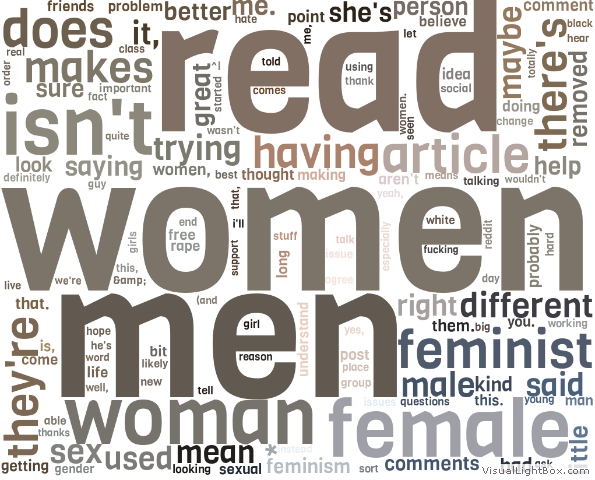 friends problem better me. hate point she's person believe comment
does it, real class makes order sure important fact
read me, let told comes using thank idea social
maybe totally there's black hear removed doing change
^I great started wasn't women. seen
isn't quite trying having article help
look saying women, best thought making aren't means talking wouldn't
definitely guy yeah,
women
girls end free rape that, i'll support stuff long talk issue agree especially white fucking reddit day probably hard
live we're this, &amp;
men
that. (and girl reason understand yes, post place group
right different
them. big you. working
they're is, come hope he's word life well, bit likely new tell
feminist
male kind said
issues questions this. young man
woman female
able thanks
sex used mean * instead
getting gender looking sexual feminism sort comments ask
VisualLightBox.com